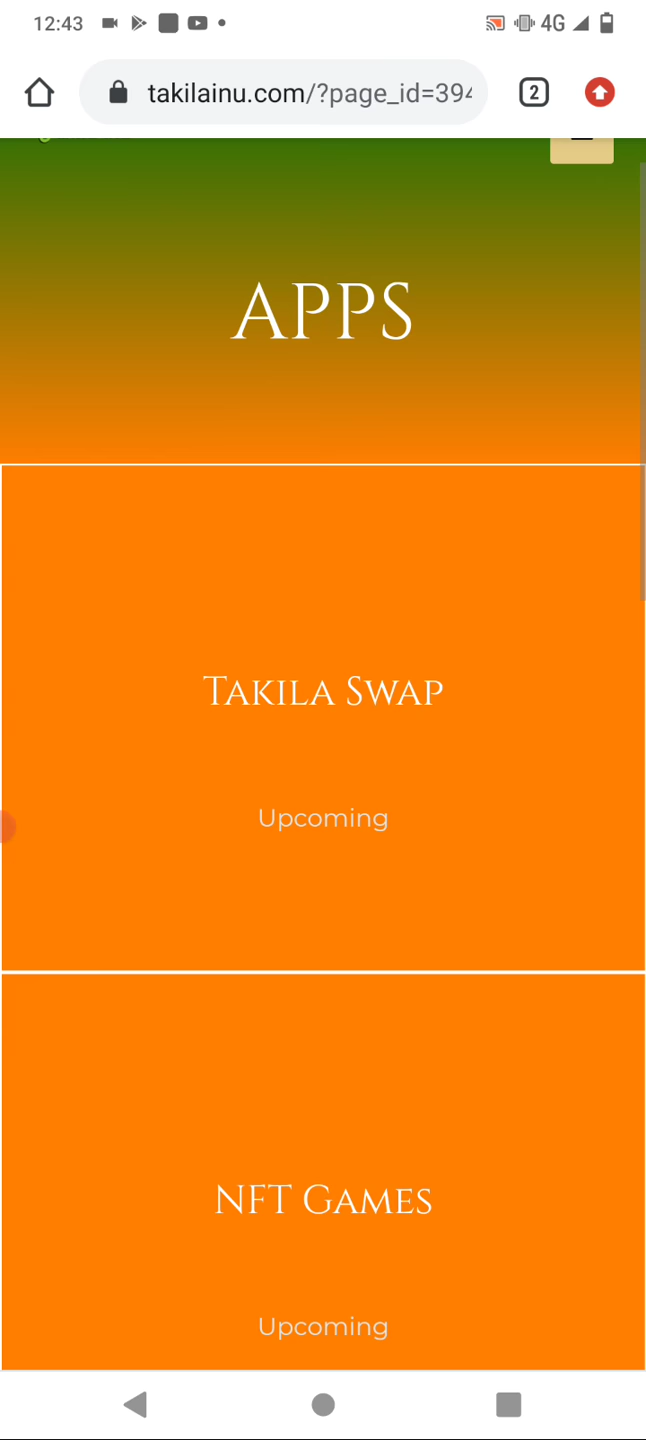 12:43
4G
takilainu.com/?page_id=394
2
APPS
Takila Swap
Upcoming
NFT Games
Upcoming